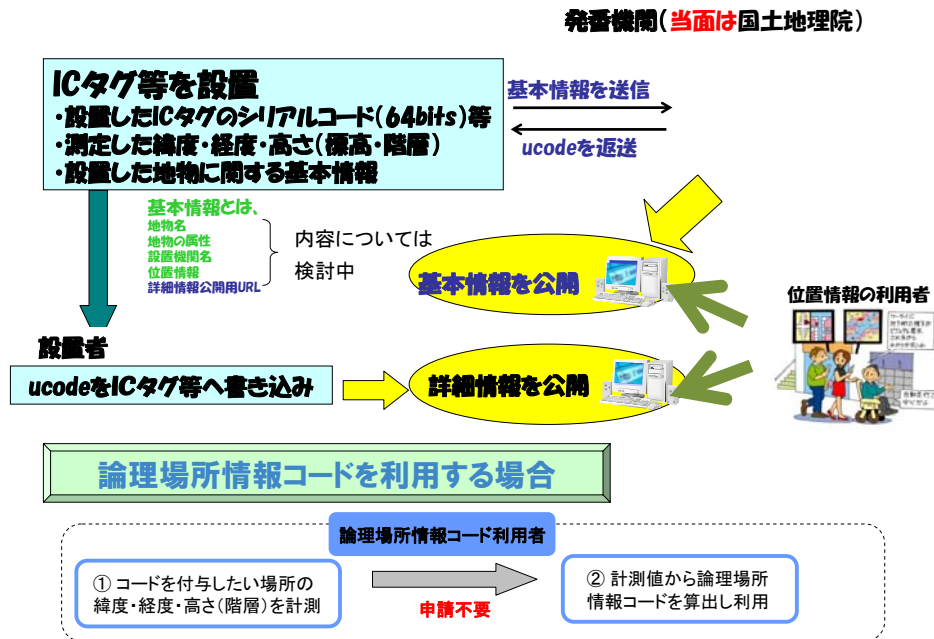 発番機関(当面は国土地理院)
ICタグ等を設置
・設置したICタグのシリアルコード(64bits)等
・測定した緯度・経度・高さ(標高・階層)
・設置した地物に関する基本情報
基本情報を送信
ucodeを返送
基本情報とは、
地物名
地物の属性
設置機関名
位置情報
詳細情報公開用URL
内容については
検討中
基本情報を公開
位置情報の利用者
設置者
ucodeをICタグ等へ書き込み
詳細情報を公開
論理場所情報コードを利用する場合
論理場所情報コード利用者
① コードを付与したい場所の
緯度・経度・高さ(階層)を計測
申請不要
② 計測値から論理場所
情報コードを算出し利用